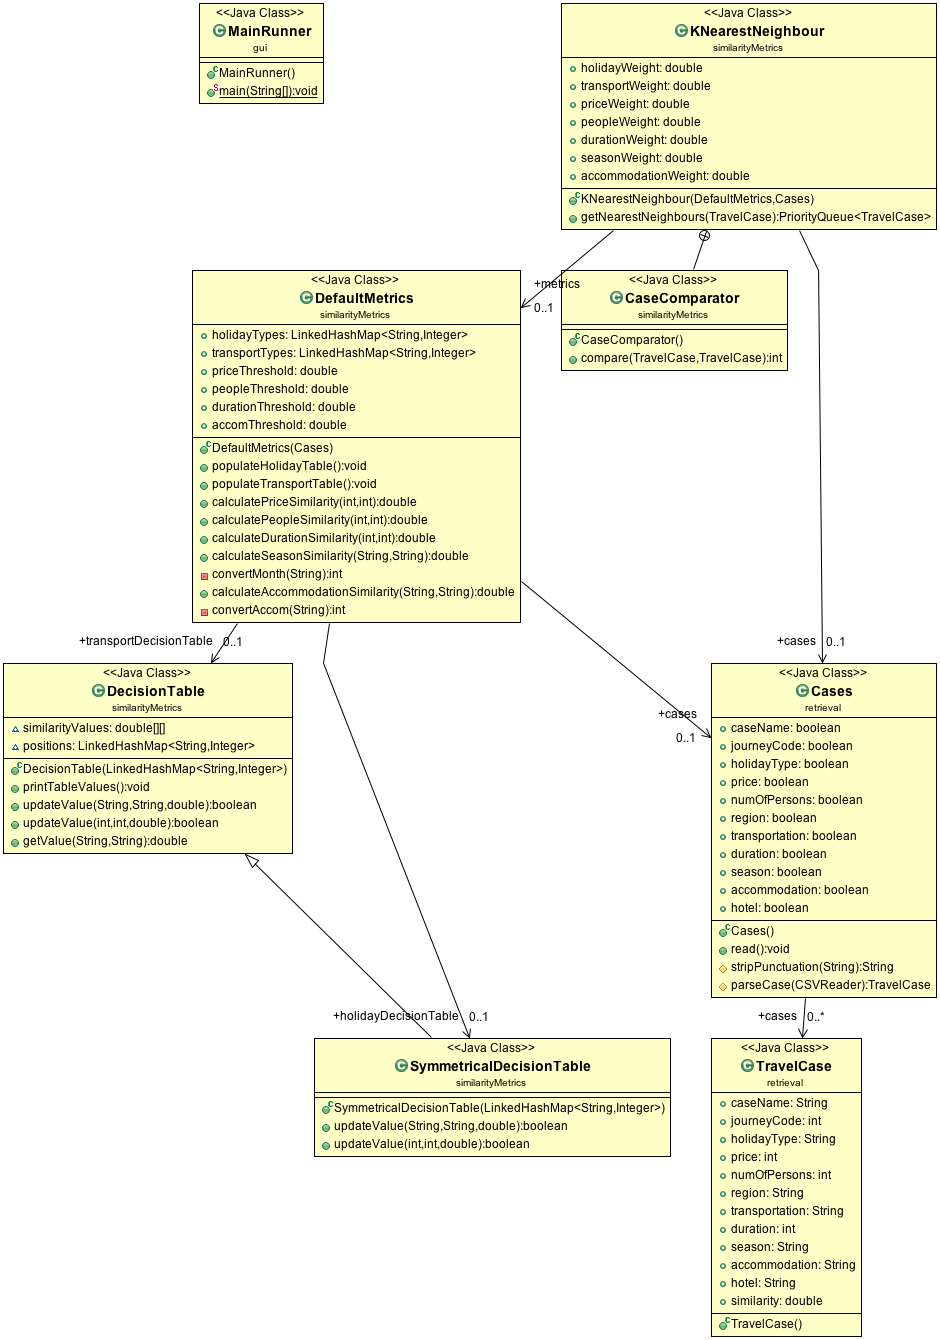 <<Java Class>>
MainRunner
gui
MainRunner()
main(String[]):void
<<Java Class>>
KNearestNeighbour
similarityMetrics
holidayWeight: double
transportWeight: double
priceWeight: double
peopleWeight: double
durationWeight: double
seasonWeight: double
accommodationWeight: double
KNearestNeighbour(DefaultMetrics,Cases)
getNearestNeighbours(TravelCase):PriorityQueue<TravelCase>
+metrics
0..1
<<Java Class>>
DefaultMetrics
similarityMetrics
holidayTypes: LinkedHashMap<String,Integer>
transportTypes: LinkedHashMap<String,Integer>
priceThreshold: double
peopleThreshold: double
durationThreshold: double
accomThreshold: double
DefaultMetrics(Cases)
populateHolidayTable():void
populateTransportTable():void
calculatePriceSimilarity(int,int):double
calculatePeopleSimilarity(int,int):double
calculateDurationSimilarity(int,int):double
calculateSeasonSimilarity(String,String):double
convertMonth(String):int
calculateAccommodationSimilarity(String,String):double
convertAccom(String):int
<<Java Class>>
CaseComparator
similarityMetrics
CaseComparator()
compare(TravelCase,TravelCase):int
+transportDecisionTable
0..1
+cases
0..1
+cases
0..1
<<Java Class>>
DecisionTable
similarityMetrics
similarityValues: double[][]
positions: LinkedHashMap<String,Integer>
DecisionTable(LinkedHashMap<String,Integer>)
printTableValues():void
updateValue(String,String,double):boolean
updateValue(int,int,double):boolean
getValue(String,String):double
<<Java Class>>
Cases
retrieval
caseName: boolean
journeyCode: boolean
holidayType: boolean
price: boolean
numOfPersons: boolean
region: boolean
transportation: boolean
duration: boolean
season: boolean
accommodation: boolean
hotel: boolean
Cases()
read():void
stripPunctuation(String):String
parseCase(CSVReader):TravelCase
+holidayDecisionTable
0..1
+cases
0..*
<<Java Class>>
SymmetricalDecisionTable
similarityMetrics
SymmetricalDecisionTable(LinkedHashMap<String,Integer>)
updateValue(String,String,double):boolean
updateValue(int,int,double):boolean
<<Java Class>>
TravelCase
retrieval
caseName: String
journeyCode: int
holidayType: String
price: int
numOfPersons: int
region: String
transportation: String
duration: int
season: String
accommodation: String
hotel: String
similarity: double
TravelCase()